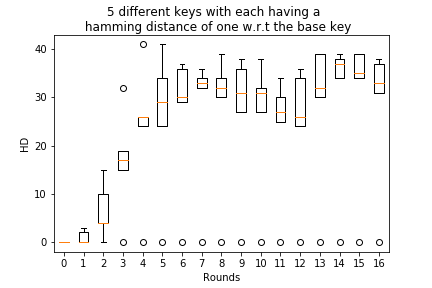 5 different keys with each having a
hamming distance of one w.r.t the base key
40
30
20
10
0
HD
0 1 2 3 4 5 6 7 8 9 10 11 12 13 14 15 16
Rounds